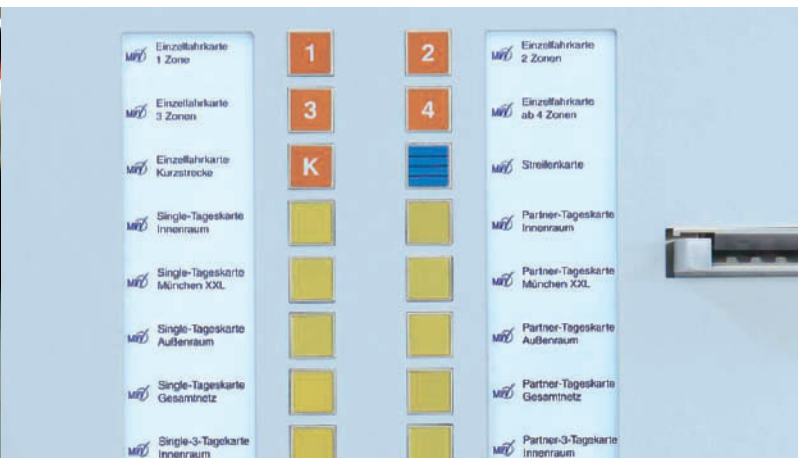 MVV Einzelfahrkarte
1 Zone
1
2
MVV Einzelfahrkarte
2 Zonen
MVV Einzelfahrkarte
3 Zonen
3
4
MVV Einzelfahrkarte
ab 4 Zonen
MVV Einzelfahrkarte
Kurzstrecke
K
MVV Streifenkarte
MVV Single-Tageskarte
Innenraum
MVV Partner-Tageskarte
Innenraum
MVV Single-Tageskarte
München XXL
MVV Partner-Tageskarte
München XXL
MVV Single-Tageskarte
Außenraum
MVV Partner-Tageskarte
Außenraum
MVV Single-Tageskarte
Gesamtnetz
MVV Partner-Tageskarte
Gesamtnetz
MVV Single-3-Tagekarte
Innenraum
MVV Partner-3-Tagekarte
Innenraum